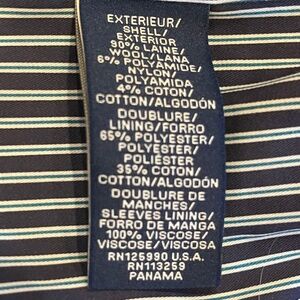 EXTERIEUR/
SHELL/
EXTERIOR
90% LAINE/
WOOL/LANA
6% POLYAMIDE/
NYLON/
POLYAMIDA
4% COTON/
COTTON/ALGODÓN
DOUBLURE/
LINING/FORRO
65% POLYESTER/
POLYESTER/
POLIÉSTER
35% COTON/
COTTON/ALGODÓN
DOUBLURE DE
MANCHES/
SLEEVES LINING/
FORRO DE MANGA
100% VISCOSE/
VISCOSE/VISCOSA
RN125990 U.S.A.
RN113259
PANAMA